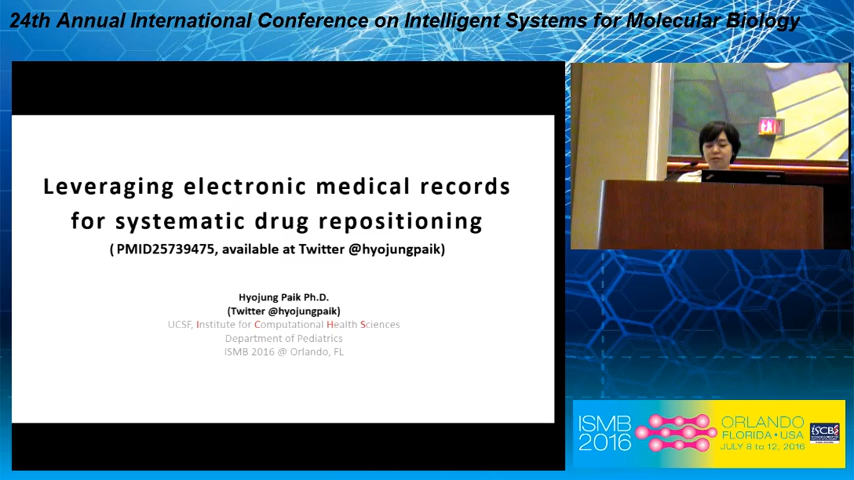 24th Annual International Conference on Intelligent Systems for Molecular Biology
Leveraging electronic medical records
for systematic drug repositioning
( PMID25739475, available at Twitter @hyojungpaik)
Hyojung Paik Ph.D.
(Twitter @hyojungpaik)
UCSF, Institute for Computational Health Sciences
Department of Pediatrics
ISMB 2016 @ Orlando, FL
ISMB
2016
ORLANDO
FLORIDA • USA
JULY 8 to 12, 2016
ISCB